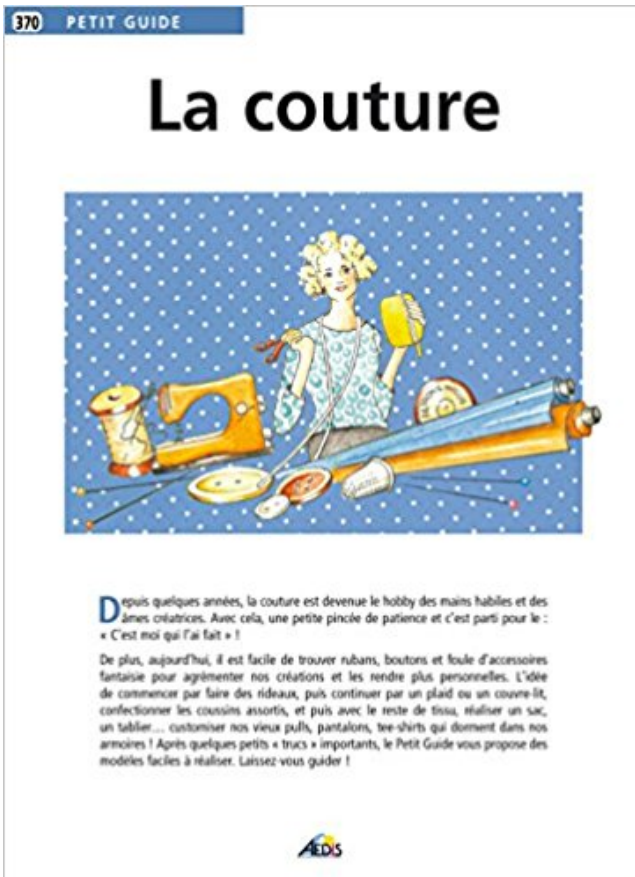 370 PETIT GUIDE
La couture
Depuis quelques années, la couture est devenue le hobby des mains habiles et des
âmes créatrices. Avec cela, une petite pincée de patience et c'est parti pour le :
« C'est moi qui l'ai fait » !
De plus, aujourd'hui, il est facile de trouver rubans, boutons et foule d'accessoires
fantaisie pour agrémenter nos créations et les rendre plus personnelles. L'idée
de commencer par faire des rideaux, puis continuer par un plaid ou un couvre-lit,
confectionner les coussins assortis, et puis avec le reste de tissu, réaliser un sac,
un tablier... customiser nos vieux pulls, pantalons, tee-shirts qui dorment dans nos
armoires ! Après quelques petits « trucs » importants, le Petit Guide vous propose des
modèles faciles à réaliser. Laissez-vous guider !
AEDIS